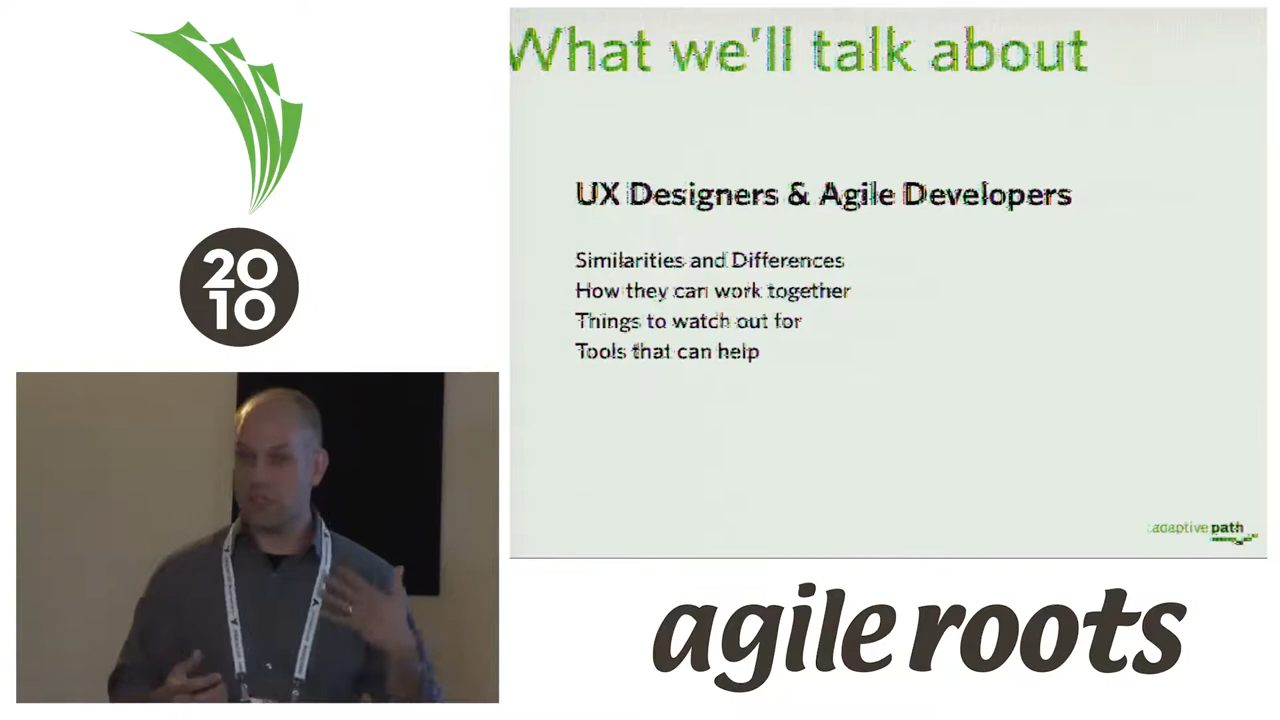 What we'll talk about
UX Designers & Agile Developers
Similarities and Differences
How they can work together
Things to watch out for
Tools that can help
adaptive path
20
10
agile roots